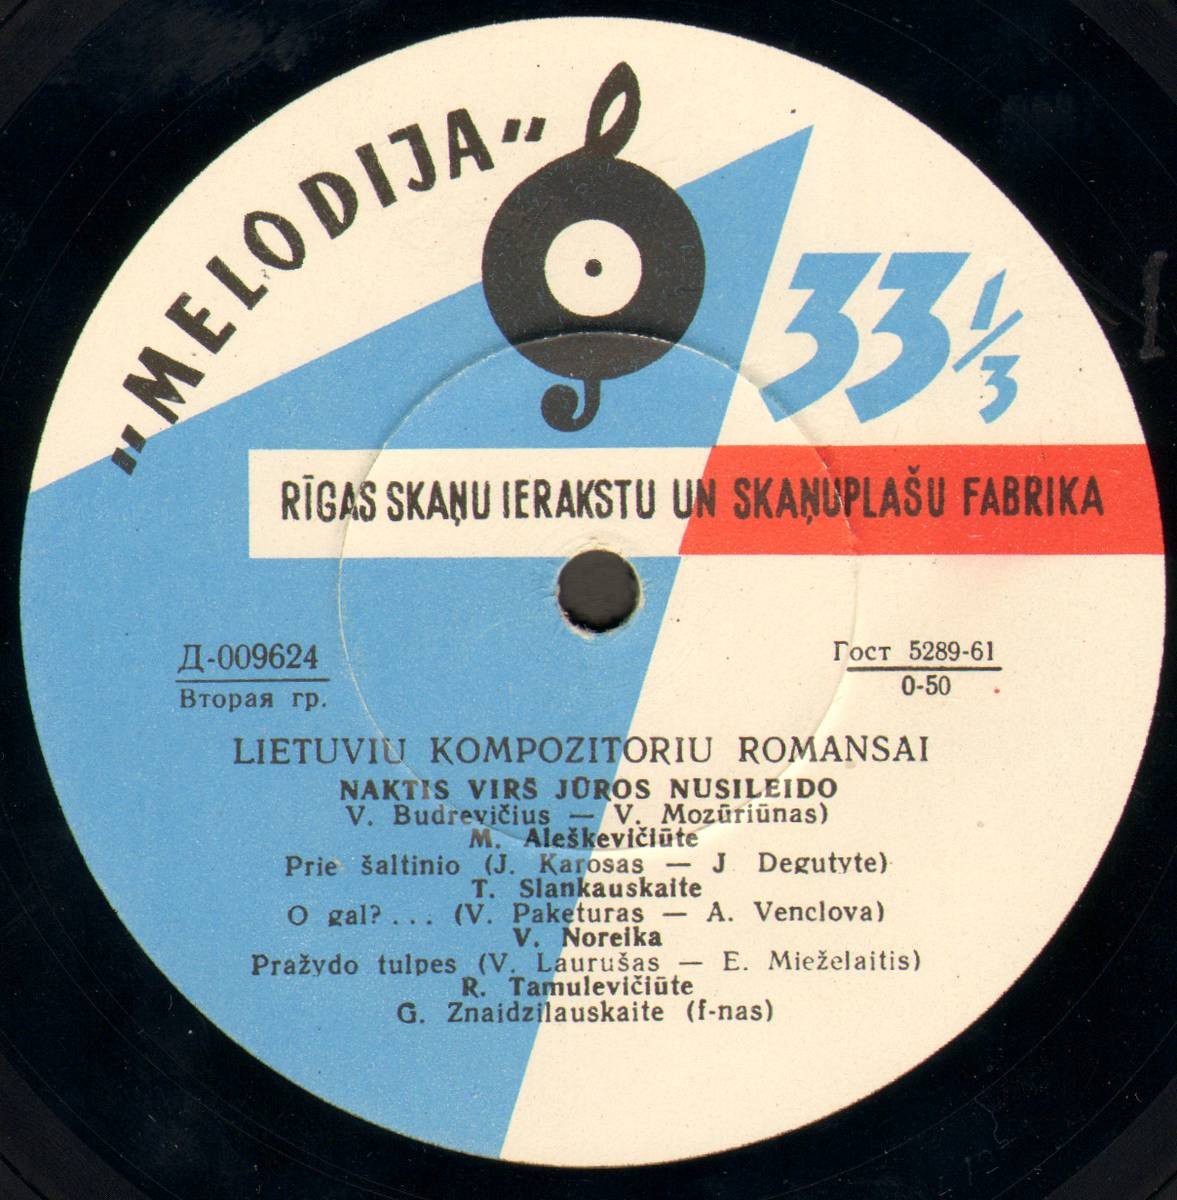 "MELODIJA"
33 1/3
RĪGAS SKAŅU IERAKSTU UN SKAŅUPLAŠU FABRIKA
Д-009624
Вторая гр.
Гост 5289-61
0-50
LIETUVIU KOMPOZITORIU ROMANSAI
NAKTIS VIRŠ JŪROS NUSILEIDO
V. Budrevičius — V. Mozūriūnas)
M. Aleškevičiūte
Prie šaltinio (J. Karosas — J Degutyte)
T. Slankauskaite
O gal?... (V. Paketuras — A. Venclova)
V. Noreika
Pražydo tulpes (V. Laurušas — E. Mieželaitis)
R. Tamulevičiūte
G. Znaidzilauskaite (f-nas)